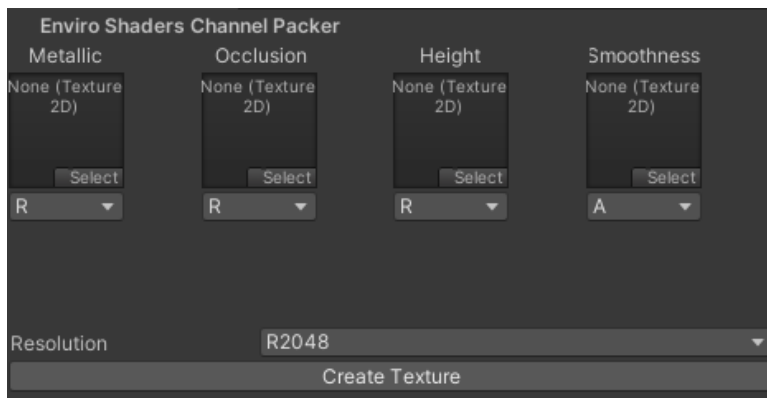 Enviro Shaders Channel Packer
Metallic Occlusion Height Smoothness
None (Texture 2D) None (Texture 2D) None (Texture 2D) None (Texture 2D)
Select Select Select Select
R R R A
Resolution R2048
Create Texture